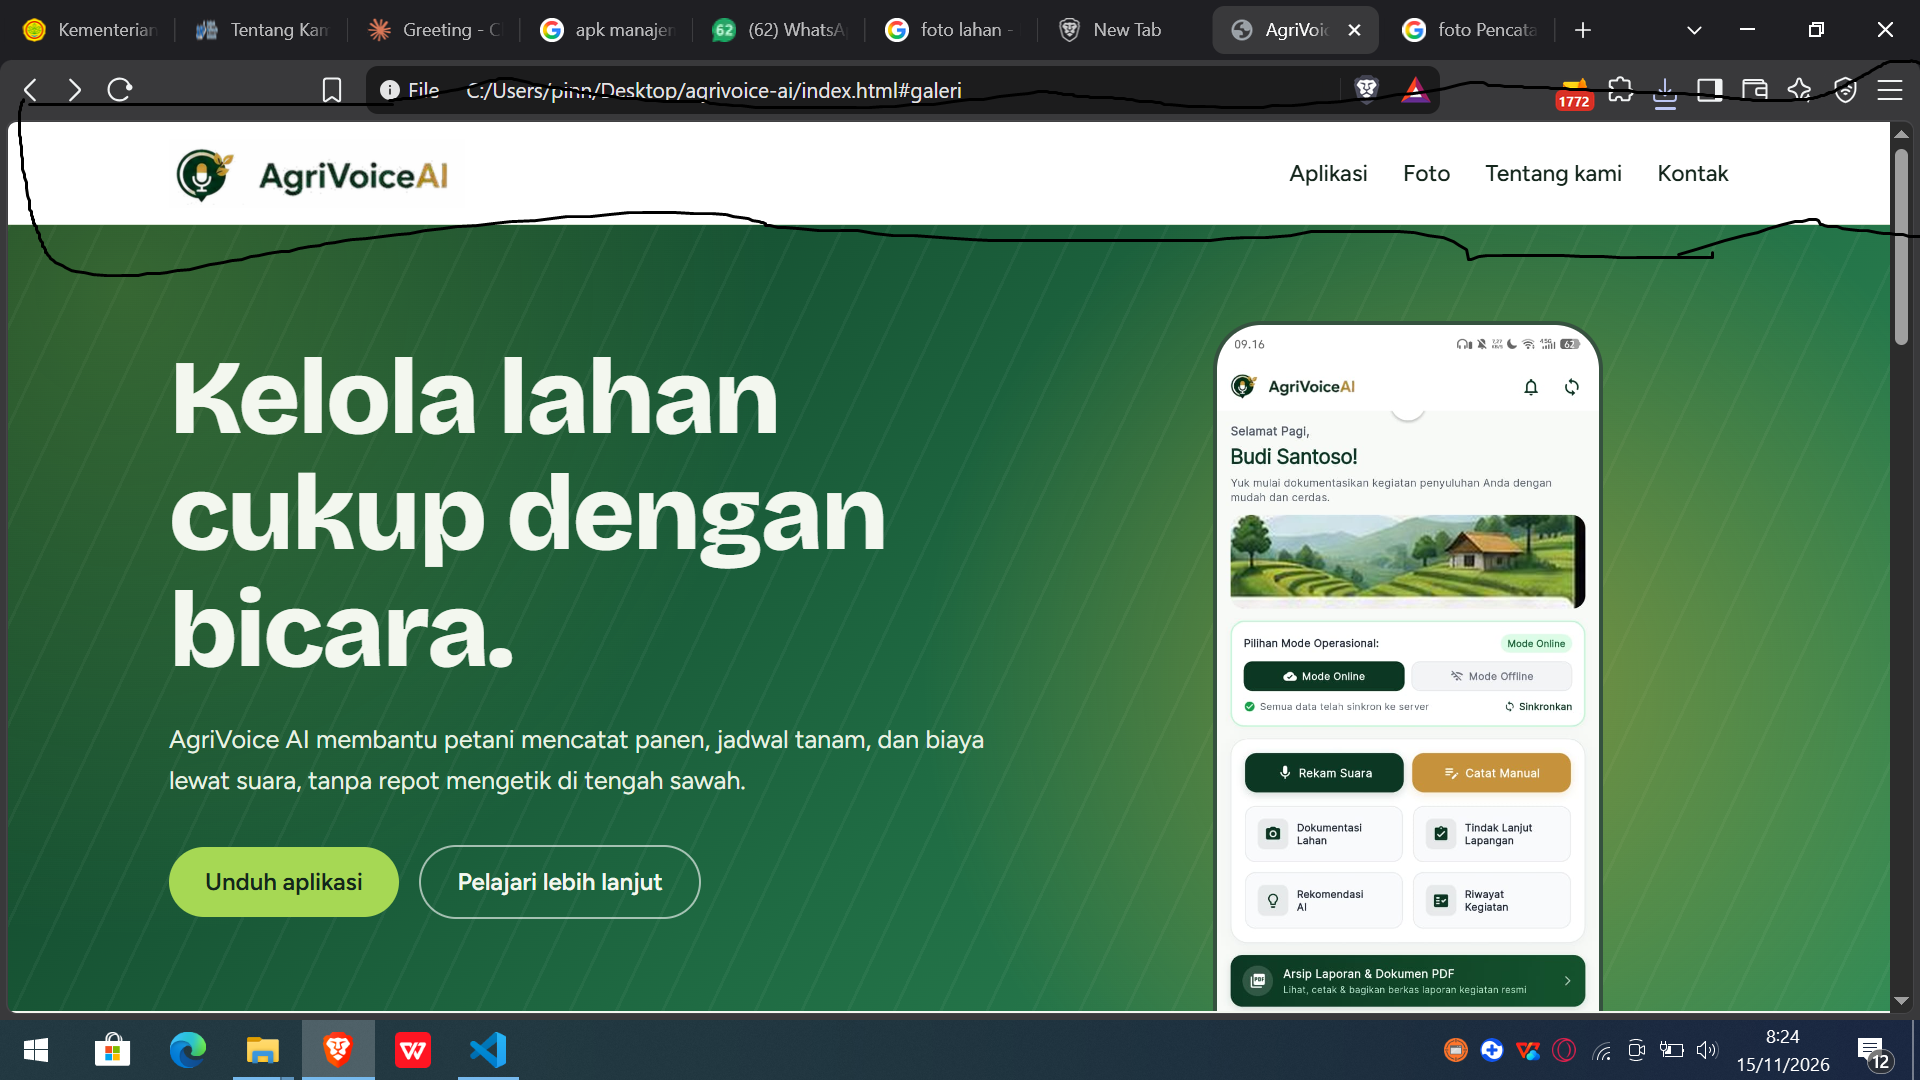 Kementerian
Tentang Kam
Greeting - C
apk manajem
(62) WhatsA
foto lahan -
New Tab
AgriVoic
foto Pencata
File C:/Users/pinn/Desktop/agrivoice-ai/index.html#galeri
1772
AgriVoiceAI
Aplikasi Foto Tentang kami Kontak
Kelola lahan
cukup dengan
bicara.
AgriVoice AI membantu petani mencatat panen, jadwal tanam, dan biaya
lewat suara, tanpa repot mengetik di tengah sawah.
Unduh aplikasi Pelajari lebih lanjut
09.16
62
AgriVoiceAI
Selamat Pagi,
Budi Santoso!
Yuk mulai dokumentasikan kegiatan penyuluhan Anda dengan
mudah dan cerdas.
Pilihan Mode Operasional: Mode Online
Mode Online Mode Offline
Semua data telah sinkron ke server Sinkronkan
Rekam Suara Catat Manual
Dokumentasi
Lahan
Tindak Lanjut
Lapangan
Rekomendasi
AI
Riwayat
Kegiatan
PDF
Arsip Laporan & Dokumen PDF
Lihat, cetak & bagikan berkas laporan kegiatan resmi
8:24
15/11/2026
12